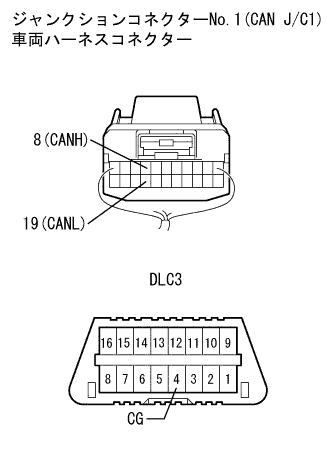 ジャンクションコネクターNo.1(CAN J/C1)
車両ハーネスコネクター
8(CANH)
19(CANL)
DLC3
16 15 14 13 12 11 10 9
8 7 6 5 4 3 2 1
CG